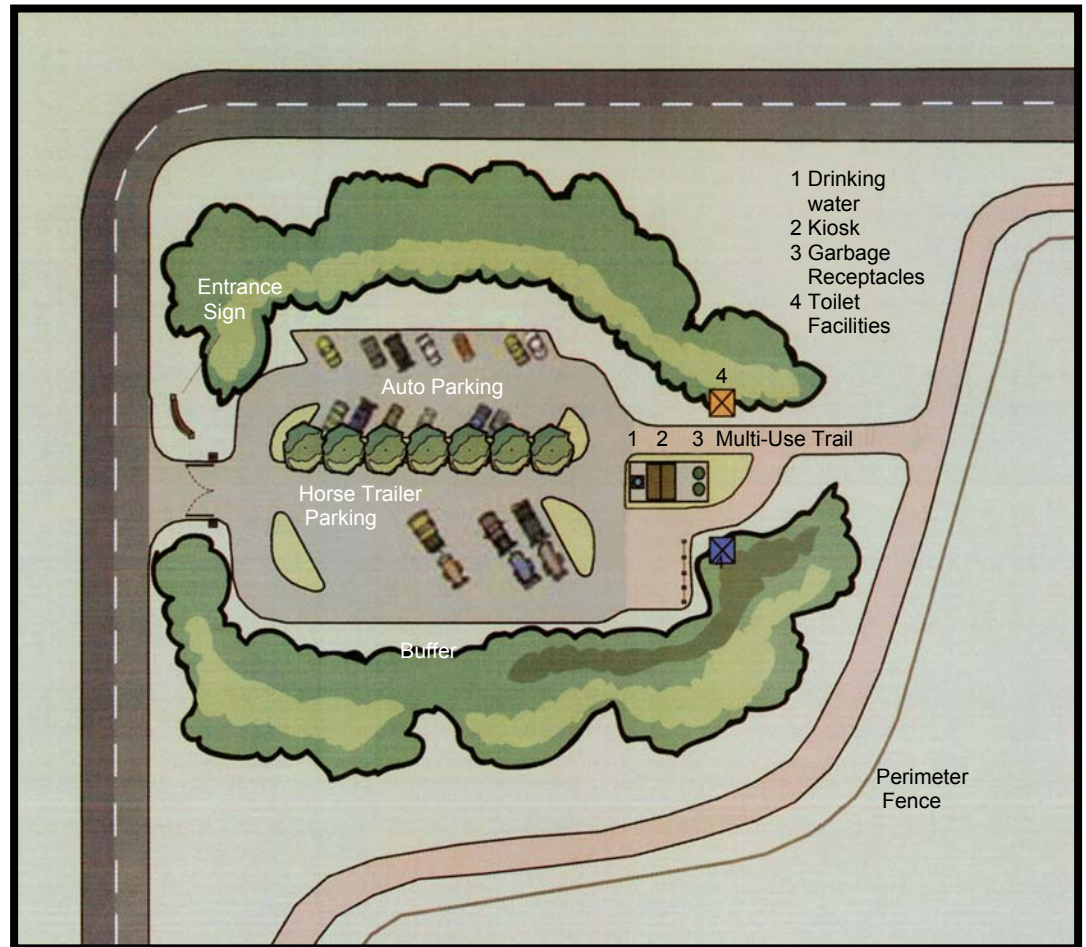 1 Drinking
water
2 Kiosk
3 Garbage
Receptacles
4 Toilet
Facilities
Entrance
Sign
Auto Parking
4
1 2 3 Multi-Use Trail
Horse Trailer
Parking
Buffer
Perimeter
Fence